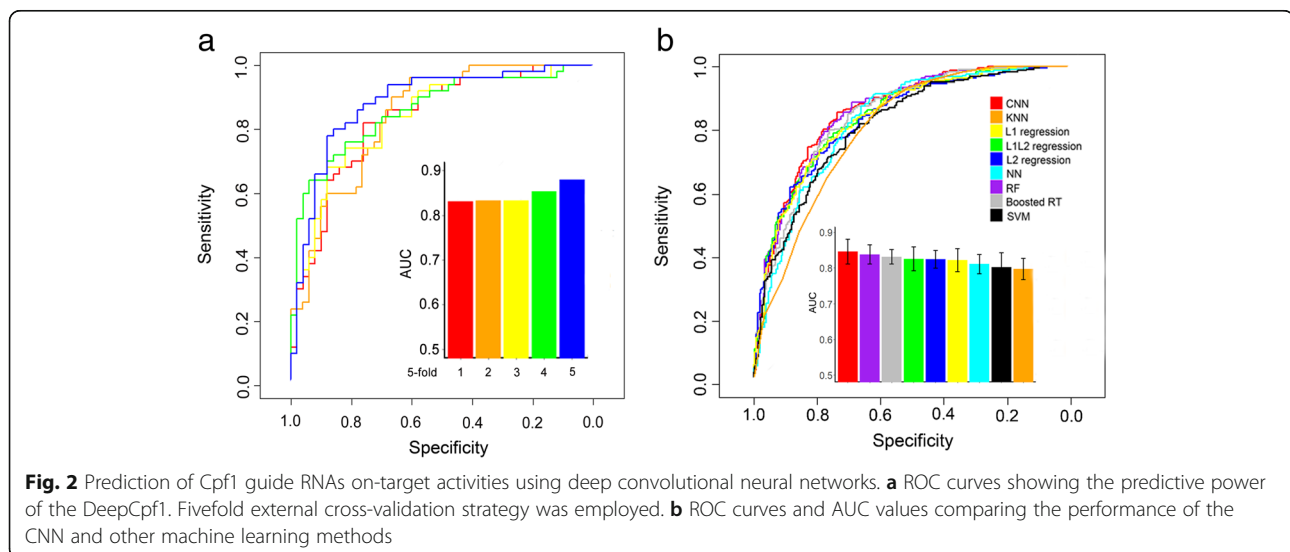 a
1.0
0.8
0.6
0.4
0.2
0.0
Sensitivity
0.9
0.8
0.7
0.6
0.5
AUC
5-fold 1 2 3 4 5
1.0 0.8 0.6 0.4 0.2 0.0
Specificity
b
1.0
0.8
0.6
0.4
0.2
0.0
Sensitivity
CNN
KNN
L1 regression
L1L2 regression
L2 regression
NN
RF
Boosted RT
SVM
0.9
0.8
0.7
0.6
0.5
AUC
1.0 0.8 0.6 0.4 0.2 0.0
Specificity
Fig. 2 Prediction of Cpf1 guide RNAs on-target activities using deep convolutional neural networks. a ROC curves showing the predictive power
of the DeepCpf1. Fivefold external cross-validation strategy was employed. b ROC curves and AUC values comparing the performance of the
CNN and other machine learning methods